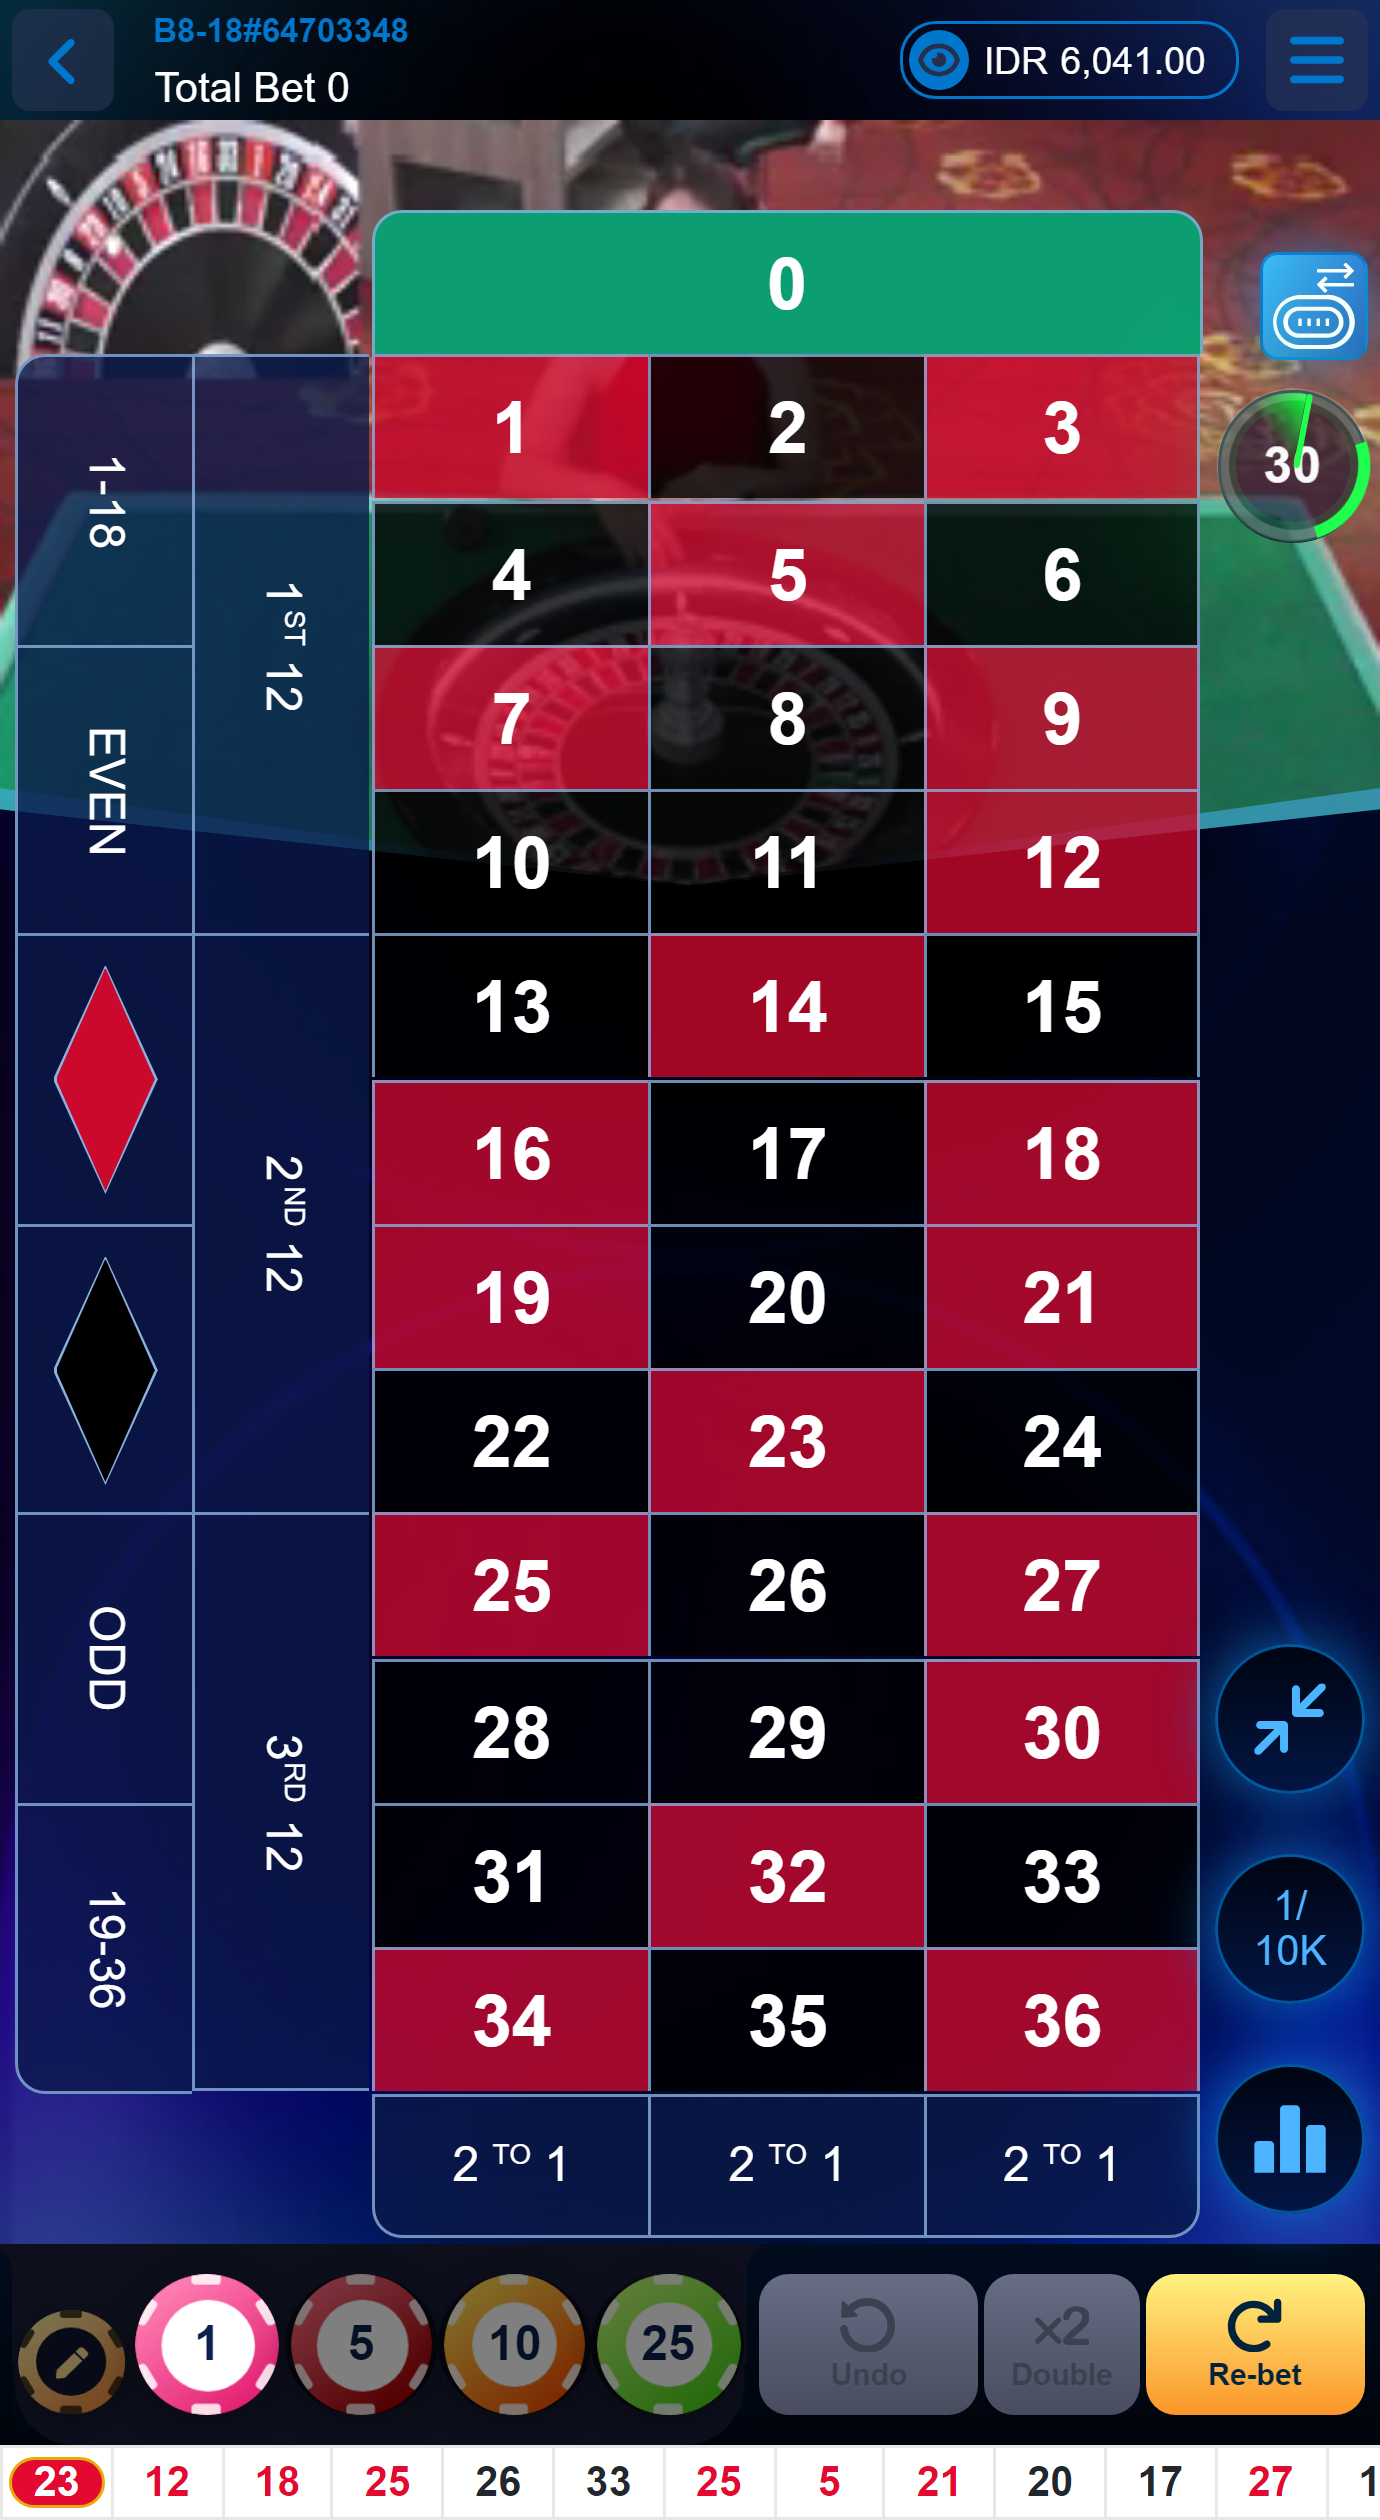 B8-18#64703348
Total Bet 0
IDR 6,041.00
0
30
1 2 3
4 5 6
7 8 9
10 11 12
13 14 15
16 17 18
19 20 21
22 23 24
25 26 27
28 29 30
31 32 33
34 35 36
1-18
EVEN
ODD
19-36
1ST 12
2ND 12
3RD 12
2 TO 1 2 TO 1 2 TO 1
1/
10K
1 5 10 25
Undo
x2
Double
Re-bet
23 12 18 25 26 33 25 5 21 20 17 27